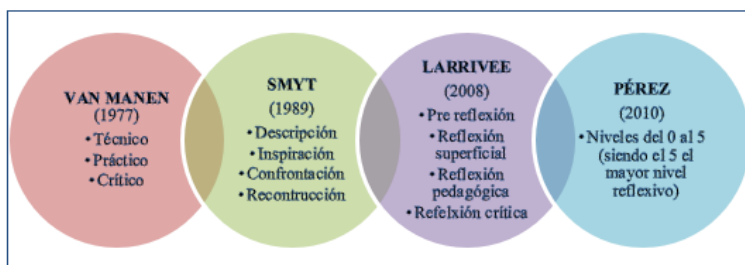 VAN MANEN
(1977)
• Técnico
• Práctico
• Crítico
SMYT
(1989)
• Descripción
• Inspiración
• Confrontación
• Recontrucción
LARRIVEE
(2008)
• Pre reflexión
• Reflexión
superficial
• Reflexión
pedagógica
• Refelxión crítica
PÉREZ
(2010)
• Niveles del 0 al 5
(siendo el 5 el
mayor nivel
reflexivo)